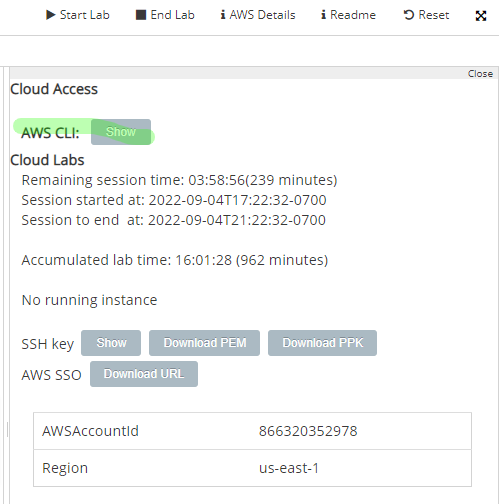 Start Lab End Lab AWS Details Readme Reset
Close
Cloud Access
AWS CLI: Show
Cloud Labs
Remaining session time: 03:58:56(239 minutes)
Session started at: 2022-09-04T17:22:32-0700
Session to end at: 2022-09-04T21:22:32-0700
Accumulated lab time: 16:01:28 (962 minutes)
No running instance
SSH key Show Download PEM Download PPK
AWS SSO Download URL
AWSAccountId 866320352978
Region us-east-1